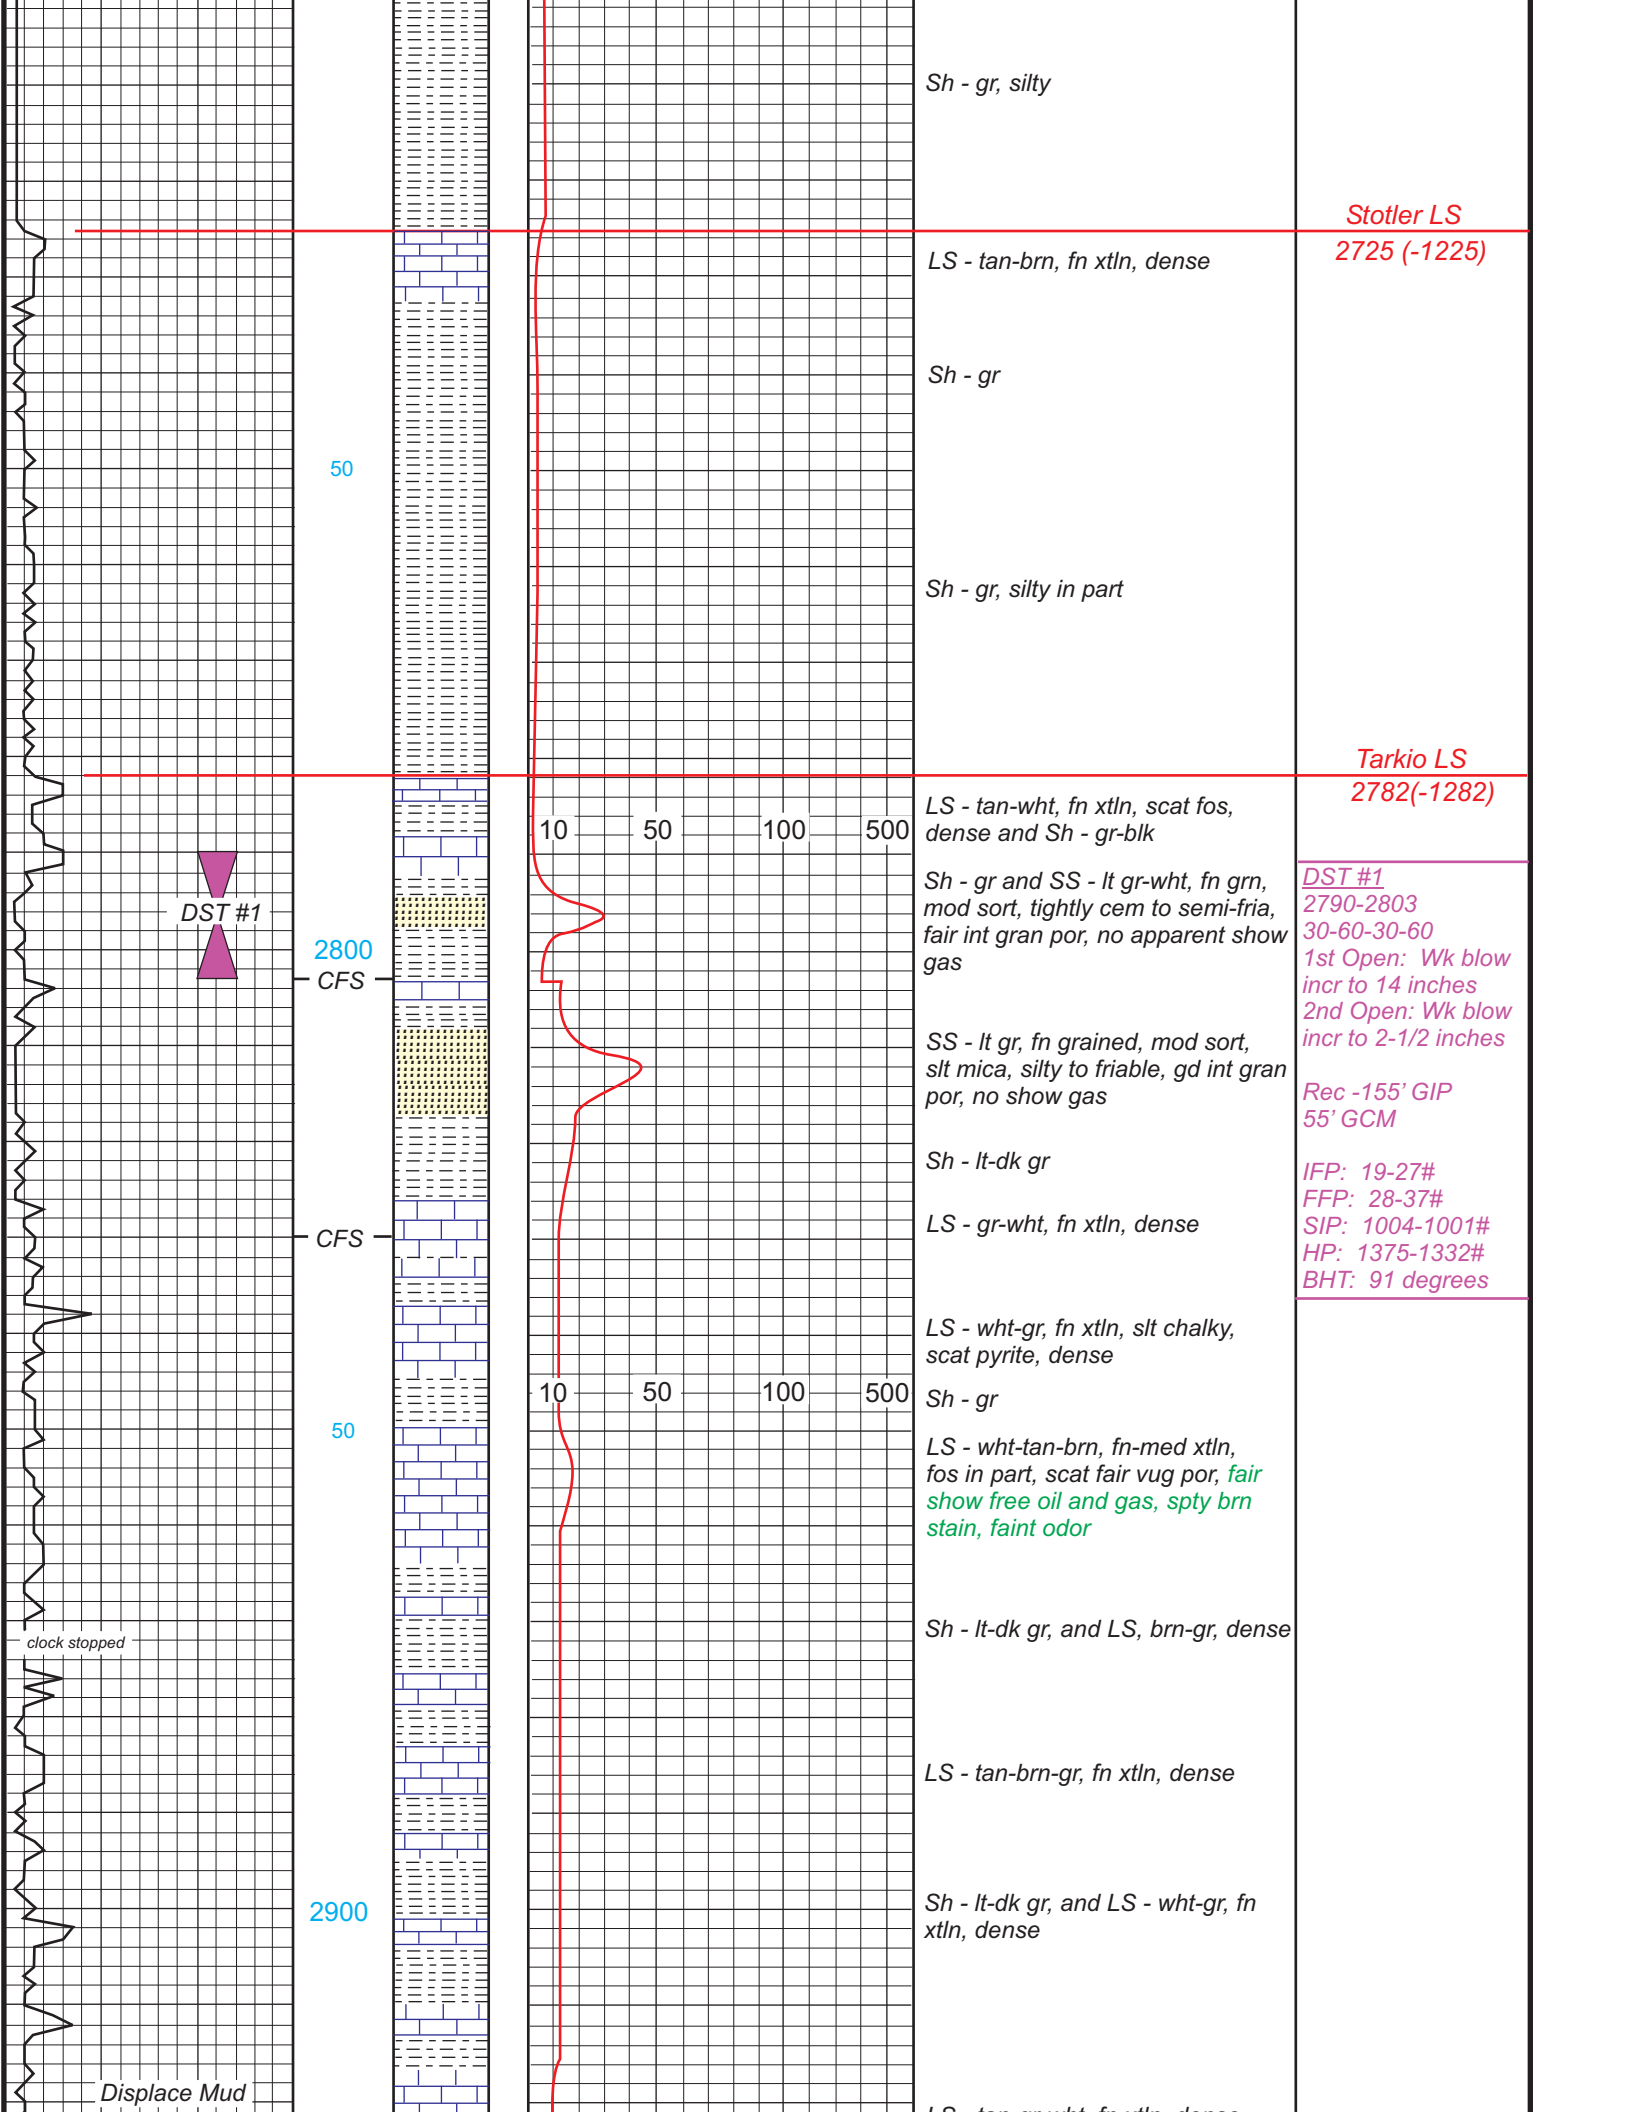 Sh - gr, silty
Stotler LS
2725 (-1225)
LS - tan-brn, fn xtln, dense
Sh - gr
50
Sh - gr, silty in part
Tarkio LS
2782(-1282)
LS - tan-wht, fn xtln, scat fos,
dense and Sh - gr-blk
10 50 100 500
Sh - gr and SS - lt gr-wht, fn grn,
mod sort, tightly cem to semi-fria,
fair int gran por, no apparent show
gas
DST #1
2790-2803
30-60-30-60
1st Open: Wk blow
incr to 14 inches
2nd Open: Wk blow
incr to 2-1/2 inches
Rec -155' GIP
55' GCM
IFP: 19-27#
FFP: 28-37#
SIP: 1004-1001#
HP: 1375-1332#
BHT: 91 degrees
DST #1
2800
CFS
SS - lt gr, fn grained, mod sort,
slt mica, silty to friable, gd int gran
por, no show gas
Sh - lt-dk gr
LS - gr-wht, fn xtln, dense
CFS
LS - wht-gr, fn xtln, slt chalky,
scat pyrite, dense
10 50 100 500
Sh - gr
50
LS - wht-tan-brn, fn-med xtln,
fos in part, scat fair vug por, fair
show free oil and gas, spty brn
stain, faint odor
clock stopped
Sh - lt-dk gr, and LS, brn-gr, dense
LS - tan-brn-gr, fn xtln, dense
2900
Sh - lt-dk gr, and LS - wht-gr, fn
xtln, dense
Displace Mud